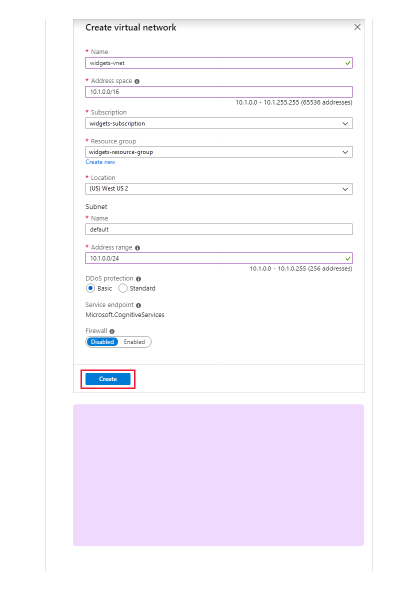 Create virtual network
* Name
widgets-vnet
* Address space
10.1.0.0/16
10.1.0.0 - 10.1.255.255 (65536 addresses)
* Subscription
widgets-subscription
* Resource group
widgets-resource-group
Create new
* Location
(US) West US 2
Subnet
* Name
default
* Address range
10.1.0.0/24
10.1.0.0 - 10.1.0.255 (256 addresses)
DDoS protection
Basic Standard
Service endpoint
Microsoft.CognitiveServices
Firewall
Disabled Enabled
Create